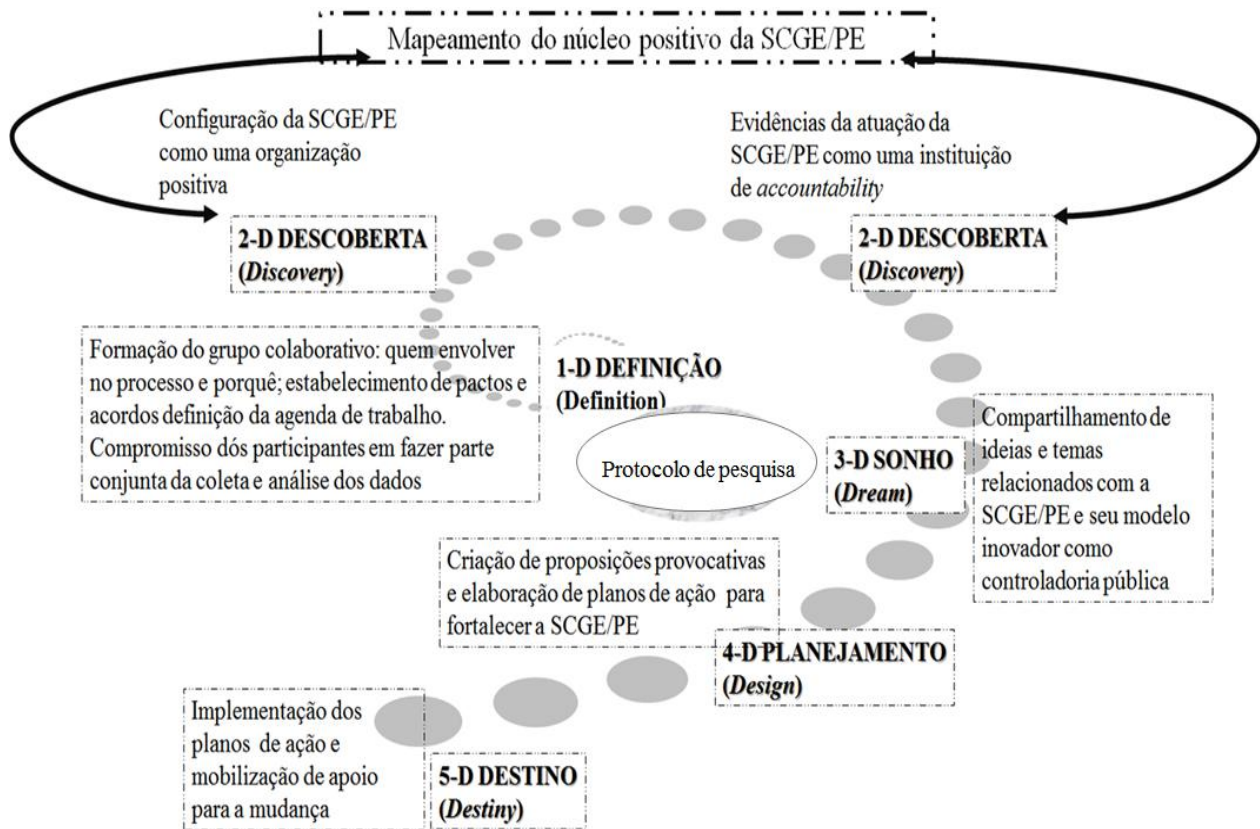 Mapeamento do núcleo positivo da SCGE/PE
Configuração da SCGE/PE
como uma organização
positiva
Evidências da atuação da
SCGE/PE como uma instituição
de accountability
2-D DESCOBERTA
(Discovery)
2-D DESCOBERTA
(Discovery)
Formação do grupo colaborativo: quem envolver
no processo e porquê; estabelecimento de pactos e
acordos definição da agenda de trabalho.
Compromisso dós participantes em fazer parte
conjunta da coleta e análise dos dados
1-D DEFINIÇÃO
(Definition)
Protocolo de pesquisa
3-D SONHO
(Dream)
Compartilhamento de
ideias e temas
relacionados com a
SCGE/PE e seu modelo
inovador como
controladoria pública
Criação de proposições provocativas
e elaboração de planos de ação para
fortalecer a SCGE/PE
4-D PLANEJAMENTO
(Design)
Implementação dos
planos de ação e
mobilização de apoio
para a mudança
5-D DESTINO
(Destiny)